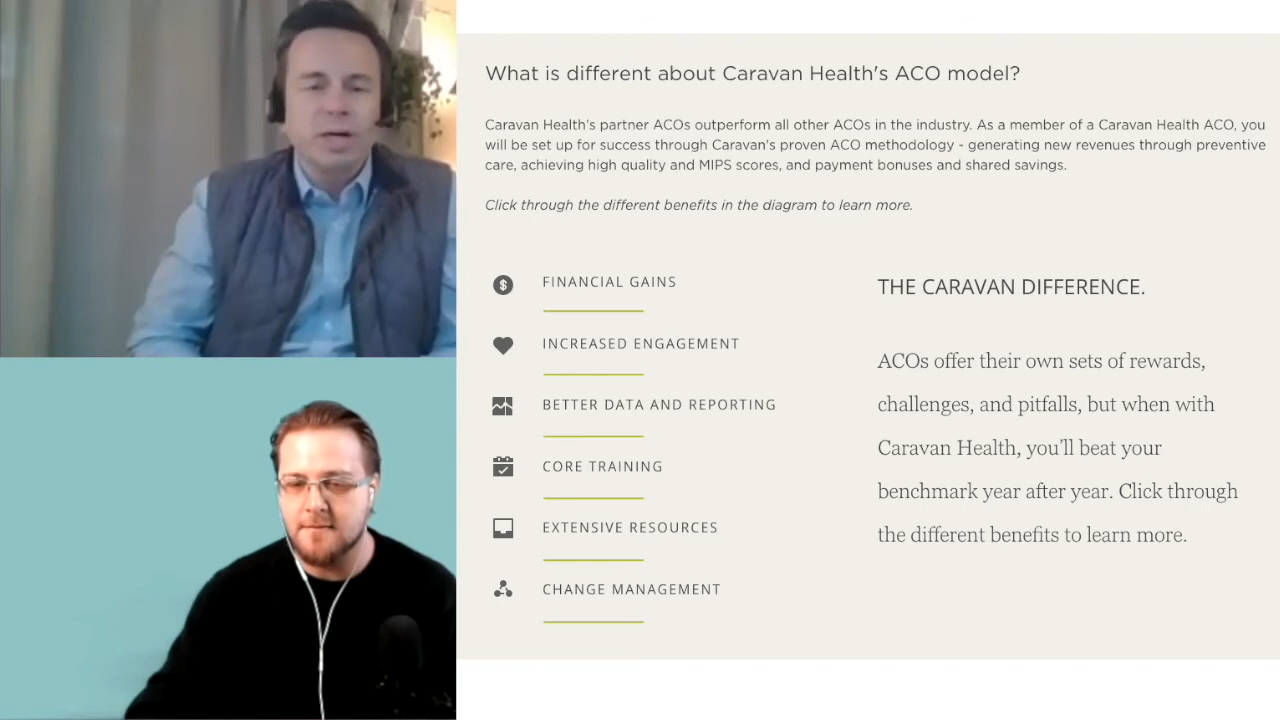 What is different about Caravan Health's ACO model?
Caravan Health's partner ACOs outperform all other ACOs in the industry. As a member of a Caravan Health ACO, you
will be set up for success through Caravan's proven ACO methodology - generating new revenues through preventive
care, achieving high quality and MIPS scores, and payment bonuses and shared savings.
Click through the different benefits in the diagram to learn more.
FINANCIAL GAINS
INCREASED ENGAGEMENT
BETTER DATA AND REPORTING
CORE TRAINING
EXTENSIVE RESOURCES
CHANGE MANAGEMENT
THE CARAVAN DIFFERENCE.
ACOs offer their own sets of rewards,
challenges, and pitfalls, but when with
Caravan Health, you’ll beat your
benchmark year after year. Click through
the different benefits to learn more.